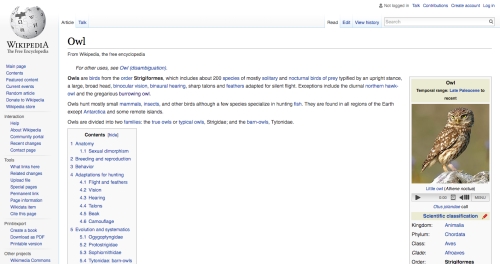 Not logged in Talk Contributions Create account Log in
Article Talk
Read Edit View history
Search
WIKIPEDIA
The Free Encyclopedia
Main page
Contents
Featured content
Current events
Random article
Donate to Wikipedia
Wikipedia store
Interaction
Help
About Wikipedia
Community portal
Recent changes
Contact page
Tools
What links here
Related changes
Upload file
Special pages
Permanent link
Page information
Wikidata item
Cite this page
Print/export
Create a book
Download as PDF
Printable version
Other projects
Wikimedia Commons
Owl
From Wikipedia, the free encyclopedia
For other uses, see Owl (disambiguation).
Owls are birds from the order Strigiformes, which includes about 200 species of mostly solitary and nocturnal birds of prey typified by an upright stance,
a large, broad head, binocular vision, binaural hearing, sharp talons and feathers adapted for silent flight. Exceptions include the diurnal northern hawk-
owl and the gregarious burrowing owl.
Owls hunt mostly small mammals, insects, and other birds although a few species specialize in hunting fish. They are found in all regions of the Earth
except Antarctica and some remote islands.
Owls are divided into two families: the true owls or typical owls, Strigidae; and the barn-owls, Tytonidae.
Contents [hide]
1 Anatomy
1.1 Sexual dimorphism
2 Breeding and reproduction
3 Behavior
4 Adaptations for hunting
4.1 Flight and feathers
4.2 Vision
4.3 Hearing
4.4 Talons
4.5 Beak
4.6 Camouflage
5 Evolution and systematics
5.1 Ogygoptyngidae
5.2 Protostrigidae
5.3 Sophiornithidae
5.4 Tytonidae: barn-owls
Owl
Temporal range: Late Paleocene to
recent
Little owl (Athene noctua)
0:00 MENU
Otus jolandae call
Scientific classification
Kingdom: Animalia
Phylum: Chordata
Class: Aves
Clade: Afroaves
Order: Strigiformes